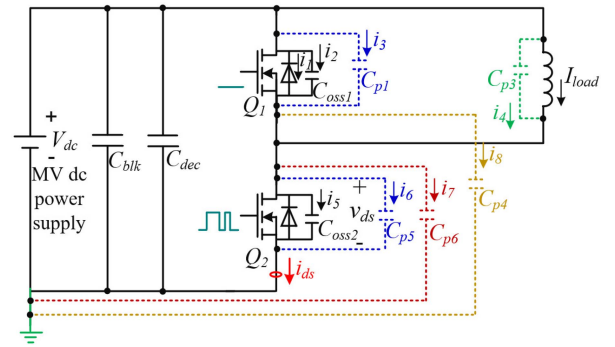 i3
i2
i1
Cp1
Coss1
Q1
Cp3
Iload
i4
+
Vdc
-
MV dc
power
supply
Cblk
Cdec
i8
Cp4
i5
+
vds
-
i6
i7
Coss2
Cp5
Cp6
Q2
ids